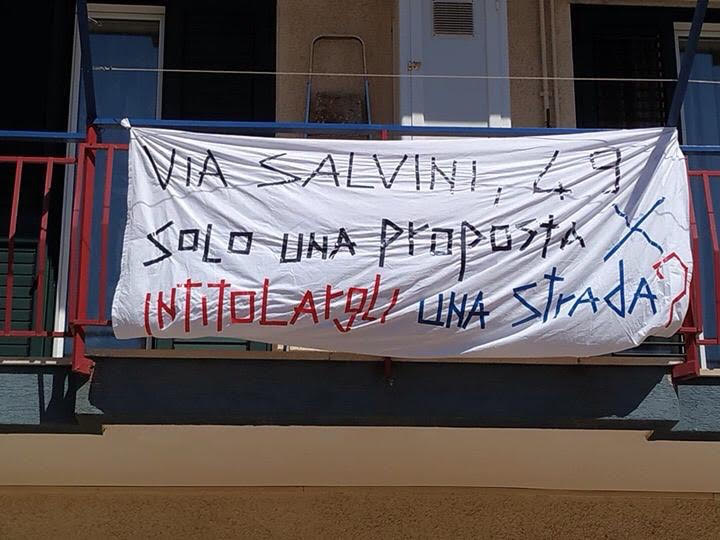 VIA SALVINI, 49
SOLO UNA PROPOSTA X
INTITOLARGLI UNA STRADA?